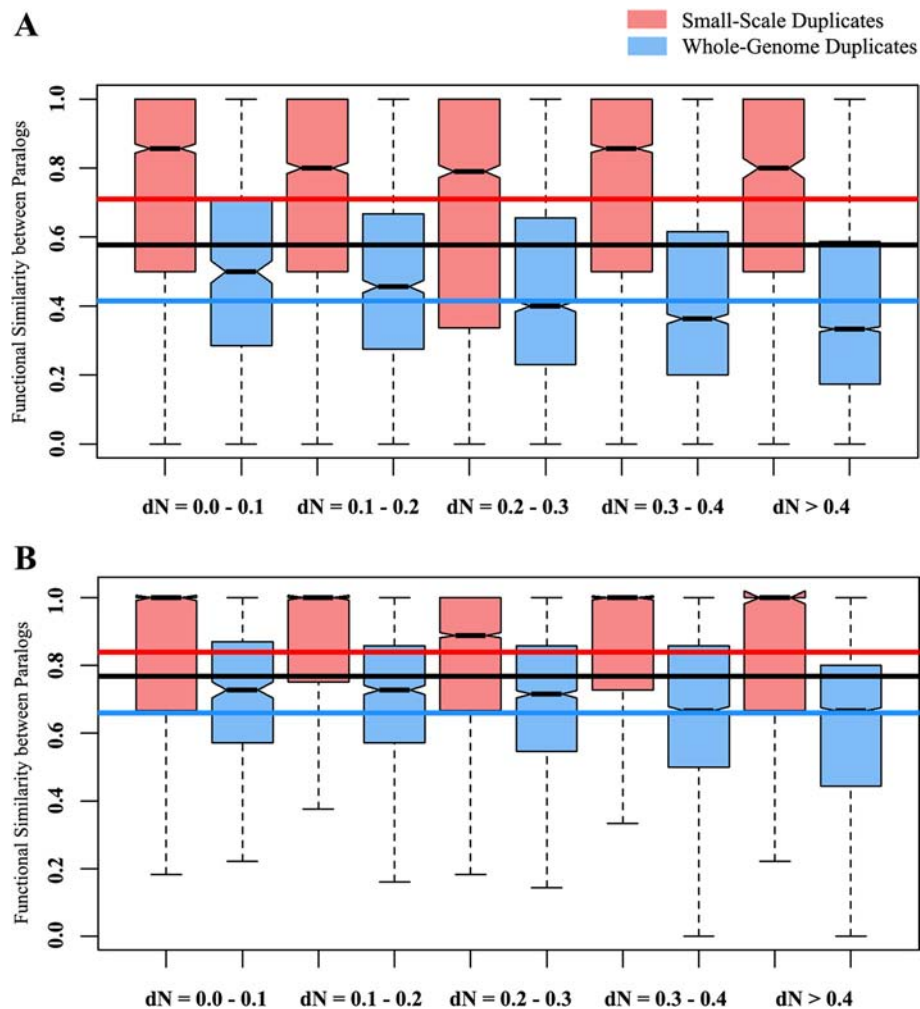 A
Small-Scale Duplicates
Whole-Genome Duplicates
Functional Similarity between Paralogs
1.0
0.8
0.6
0.4
0.2
0.0
dN = 0.0 - 0.1 dN = 0.1 - 0.2 dN = 0.2 - 0.3 dN = 0.3 - 0.4 dN > 0.4
B
Functional Similarity between Paralogs
1.0
0.8
0.6
0.4
0.2
0.0
dN = 0.0 - 0.1 dN = 0.1 - 0.2 dN = 0.2 - 0.3 dN = 0.3 - 0.4 dN > 0.4